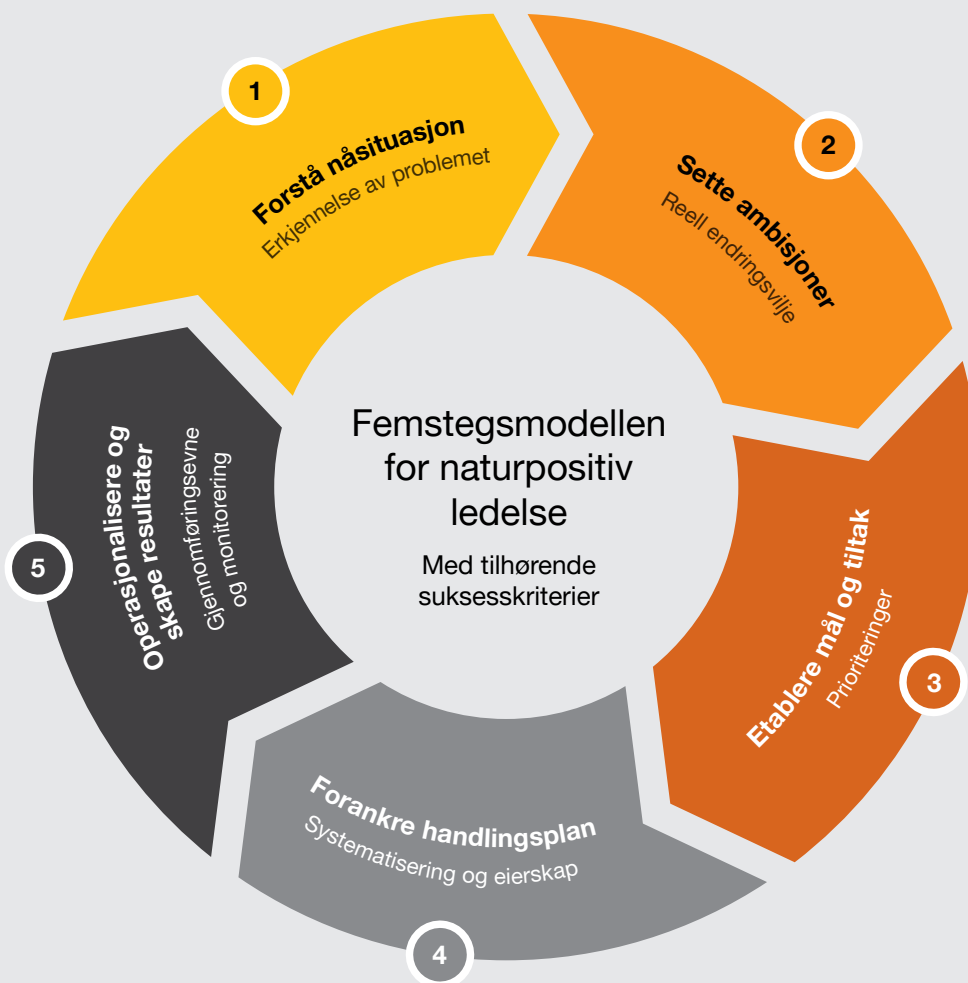 Femstegsmodellen
for naturpositiv
ledelse
Med tilhørende
suksesskriterier
1
Forstå nåsituasjon
Erkjennelse av problemet
2
Sette ambisjoner
Reell endringsvilje
3
Etablere mål og tiltak
Prioriteringer
4
Forankre handlingsplan
Systematisering og eierskap
5
Operasjonalisere og
skape resultater
Gjennomføringsevne
og monitorering